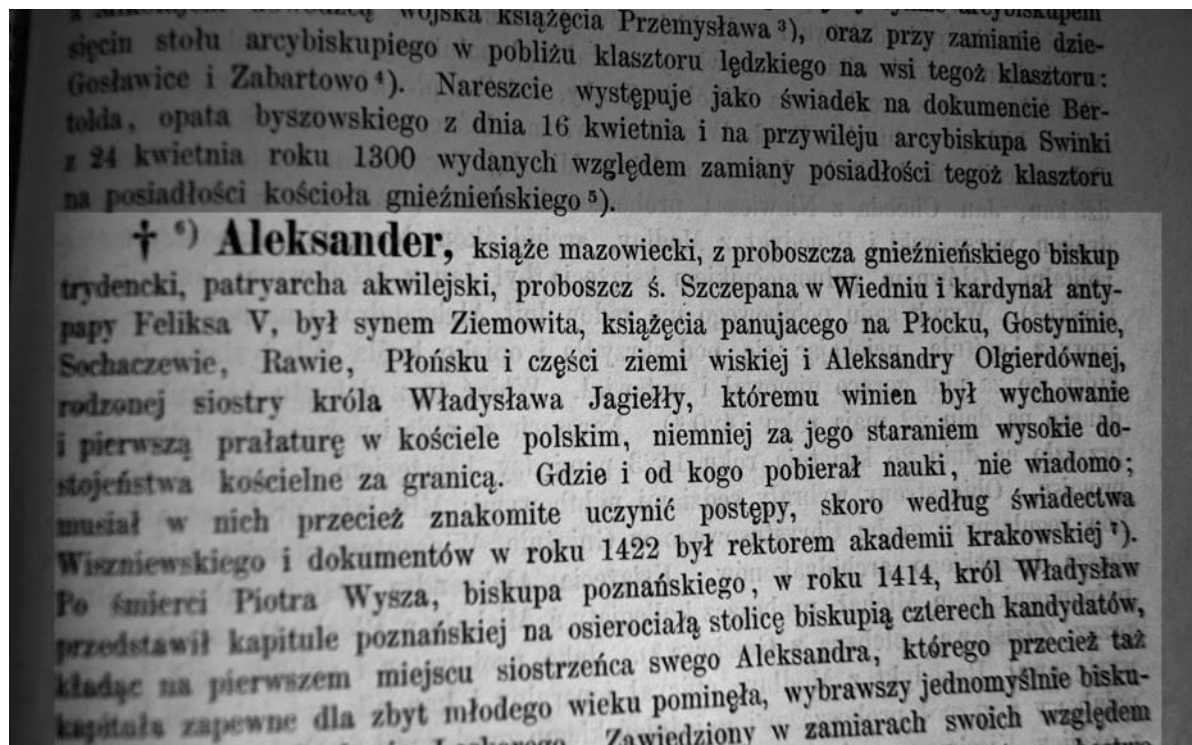 wojska książęcia Przemysława ³), oraz przy zamianie dzie-
sięcin stołu arcybiskupiego w pobliżu klasztoru lędzkiego na wsi tegoż klasztoru:
Gosławice i Zabartowo ⁴). Nareszcie występuje jako świadek na dokumencie Ber-
tolda, opata byszowskiego z dnia 16 kwietnia i na przywileju arcybiskupa Swinki
z 24 kwietnia roku 1300 wydanych względem zamiany posiadłości tegoż klasztoru
na posiadłości kościoła gnieźnieńskiego ⁵).
† ⁶) Aleksander, książe mazowiecki, z proboszcza gnieźnieńskiego biskup
trydencki, patryarcha akwilejski, proboszcz ś. Szczepana w Wiedniu i kardynał anty-
papy Feliksa V, był synem Ziemowita, książęcia panujacego na Płocku, Gostyninie,
Sochaczewie, Rawie, Płońsku i części ziemi wiskiej i Aleksandry Olgierdównej,
rodzonej siostry króla Władysława Jagiełły, któremu winien był wychowanie
i pierwszą prałaturę w kościele polskim, niemniej za jego staraniem wysokie do-
stojeństwa kościelne za granicą. Gdzie i od kogo pobierał nauki, nie wiadomo;
musiał w nich przecież znakomite uczynić postępy, skoro według świadectwa
Wiszniewskiego i dokumentów w roku 1422 był rektorem akademii krakowskiej ⁷).
Po śmierci Piotra Wysza, biskupa poznańskiego, w roku 1414, król Władysław
przedstawił kapitule poznańskiej na osierociałą stolicę biskupią czterech kandydatów,
kładąc na pierwszem miejscu siostrzeńca swego Aleksandra, którego przecież taż
kapituła zapewne dla zbyt młodego wieku pominęła, wybrawszy jednomyślnie bisku-
Zawiedziony w zamiarach swoich względem